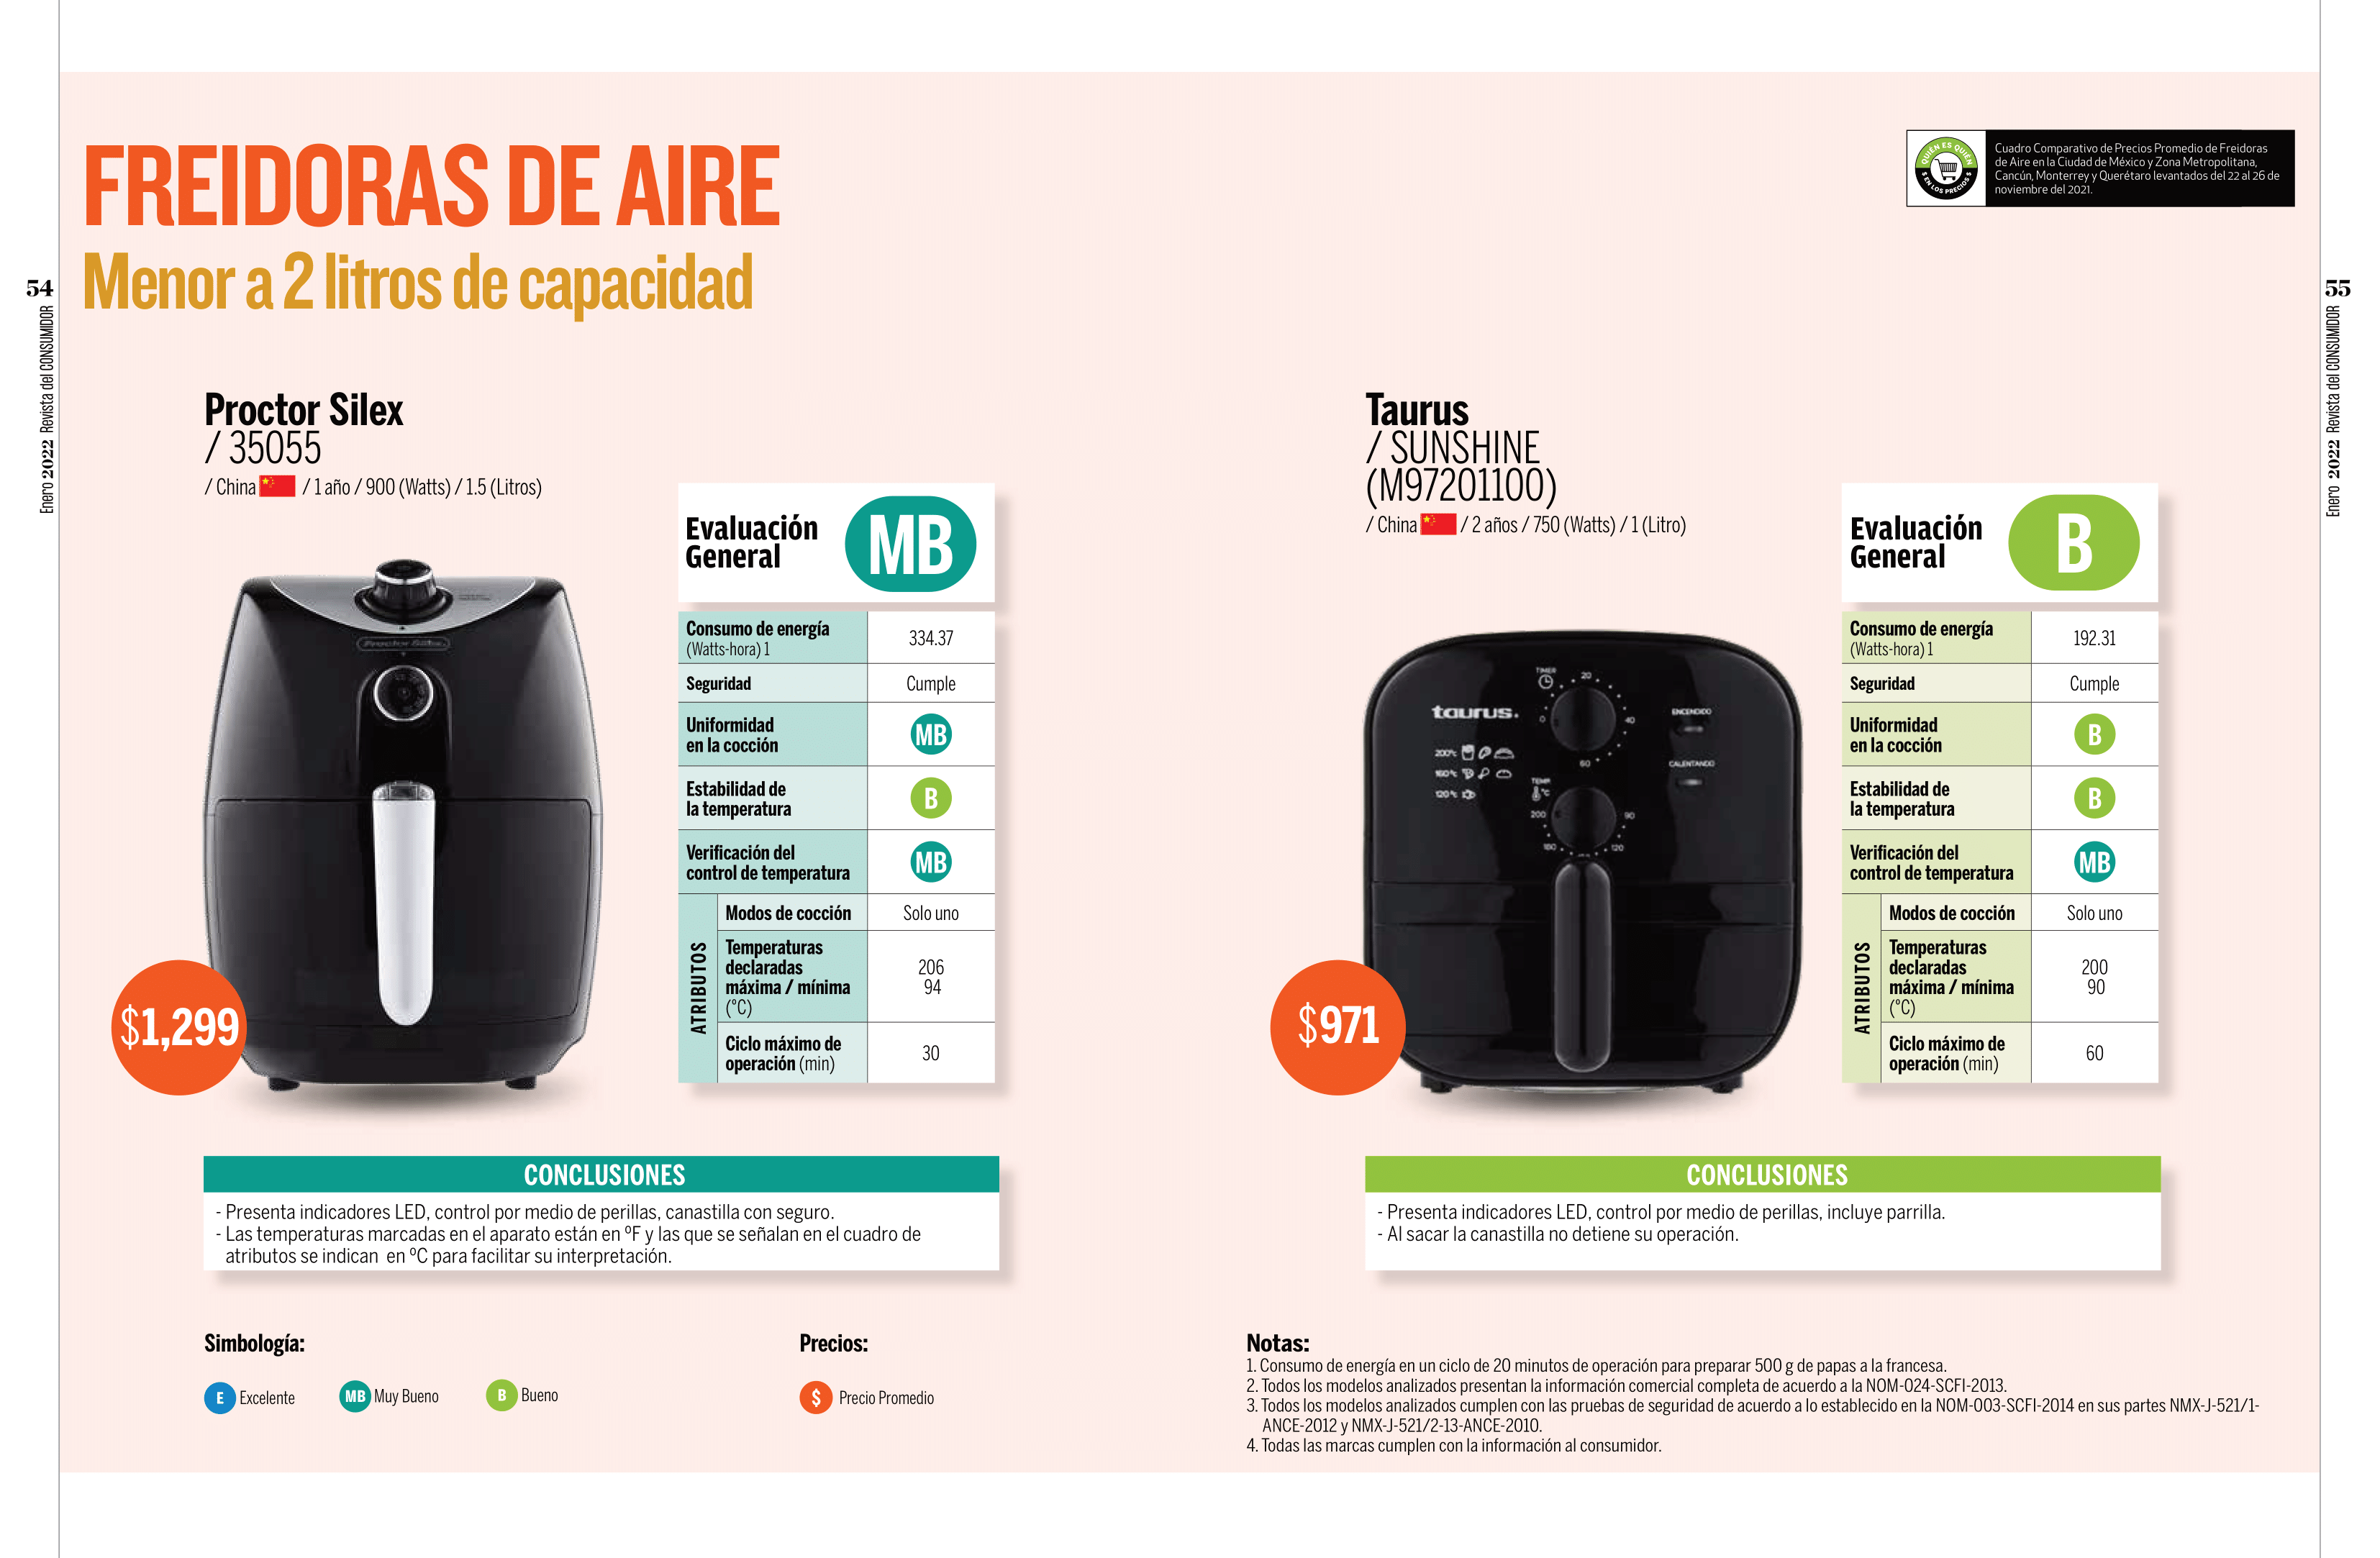 FREIDORAS DE AIRE
Menor a 2 litros de capacidad
QUIÉN ES QUIÉN
$ EN LOS PRECIOS $
Cuadro Comparativo de Precios Promedio de Freidoras
de Aire en la Ciudad de México y Zona Metropolitana,
Cancún, Monterrey y Querétaro levantados del 22 al 26 de
noviembre del 2021.
54
Enero 2022 Revista del CONSUMIDOR
55
Enero 2022 Revista del CONSUMIDOR
Proctor Silex
/ 35055
/ China / 1 año / 900 (Watts) / 1.5 (Litros)
Proctor Silex
$1,299
Evaluación
General
MB
Consumo de energía
(Watts-hora) 1
334.37
Seguridad
Cumple
Uniformidad
en la cocción
MB
Estabilidad de
la temperatura
B
Verificación del
control de temperatura
MB
ATRIBUTOS
Modos de cocción
Solo uno
Temperaturas
declaradas
máxima / mínima
(°C)
206
94
Ciclo máximo de
operación (min)
30
CONCLUSIONES
- Presenta indicadores LED, control por medio de perillas, canastilla con seguro.
- Las temperaturas marcadas en el aparato están en ºF y las que se señalan en el cuadro de
atributos se indican en ºC para facilitar su interpretación.
Taurus
/ SUNSHINE
(M97201100)
/ China / 2 años / 750 (Watts) / 1 (Litro)
taurus.
TIMER
0
20
40
60
ENCENDIDO
CALENTANDO
200°c
160°c
120°c
TEMP.
°c
200
90
160
120
$971
Evaluación
General
B
Consumo de energía
(Watts-hora) 1
192.31
Seguridad
Cumple
Uniformidad
en la cocción
B
Estabilidad de
la temperatura
B
Verificación del
control de temperatura
MB
ATRIBUTOS
Modos de cocción
Solo uno
Temperaturas
declaradas
máxima / mínima
(°C)
200
90
Ciclo máximo de
operación (min)
60
CONCLUSIONES
- Presenta indicadores LED, control por medio de perillas, incluye parrilla.
- Al sacar la canastilla no detiene su operación.
Simbología:
E Excelente
MB Muy Bueno
B Bueno
Precios:
$ Precio Promedio
Notas:
1. Consumo de energía en un ciclo de 20 minutos de operación para preparar 500 g de papas a la francesa.
2. Todos los modelos analizados presentan la información comercial completa de acuerdo a la NOM-024-SCFI-2013.
3. Todos los modelos analizados cumplen con las pruebas de seguridad de acuerdo a lo establecido en la NOM-003-SCFI-2014 en sus partes NMX-J-521/1-
ANCE-2012 y NMX-J-521/2-13-ANCE-2010.
4. Todas las marcas cumplen con la información al consumidor.